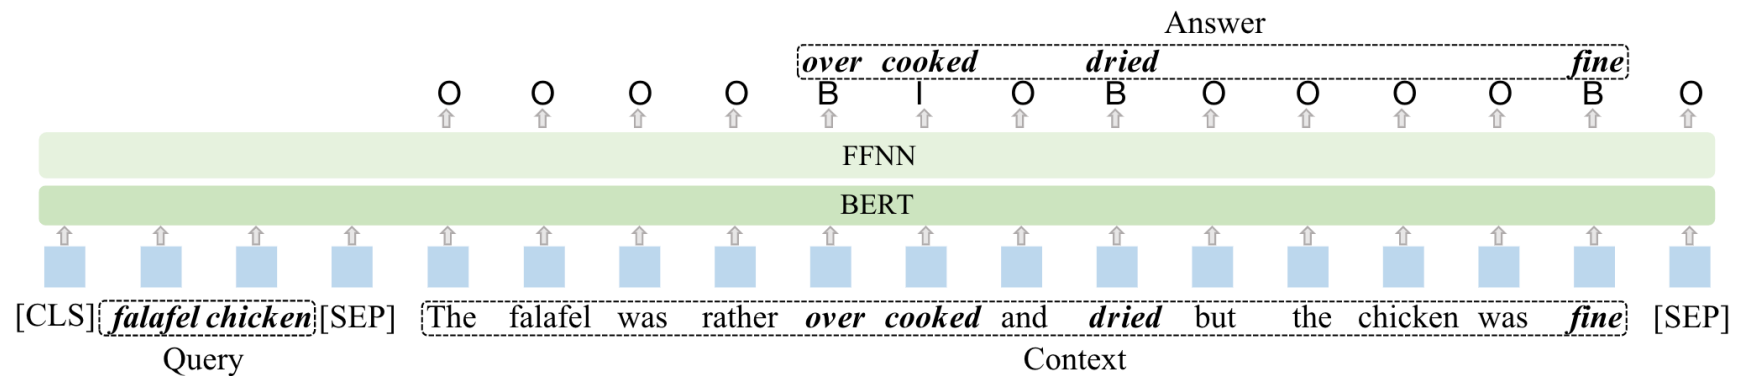 Answer
over cooked dried fine
O O O O B I O B O O O O B O
FFNN
BERT
[CLS] falafel chicken [SEP] The falafel was rather over cooked and dried but the chicken was fine [SEP]
Query Context